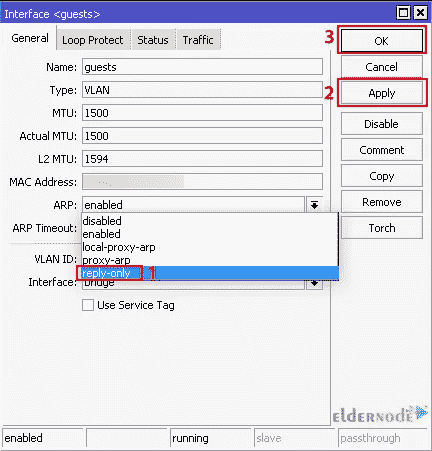 Interface <guests>
General Loop Protect Status Traffic
3 OK
Name: guests
Cancel
Type: VLAN
2 Apply
MTU: 1500
Actual MTU: 1500
Disable
L2 MTU: 1594
Comment
MAC Address:
Copy
ARP: enabled
Remove
disabled
ARP Timeout:
enabled
Torch
local-proxy-arp
VLAN ID:
proxy-arp
reply-only 1
Interface: bridge
Use Service Tag
eldernode
enabled running slave passthrough